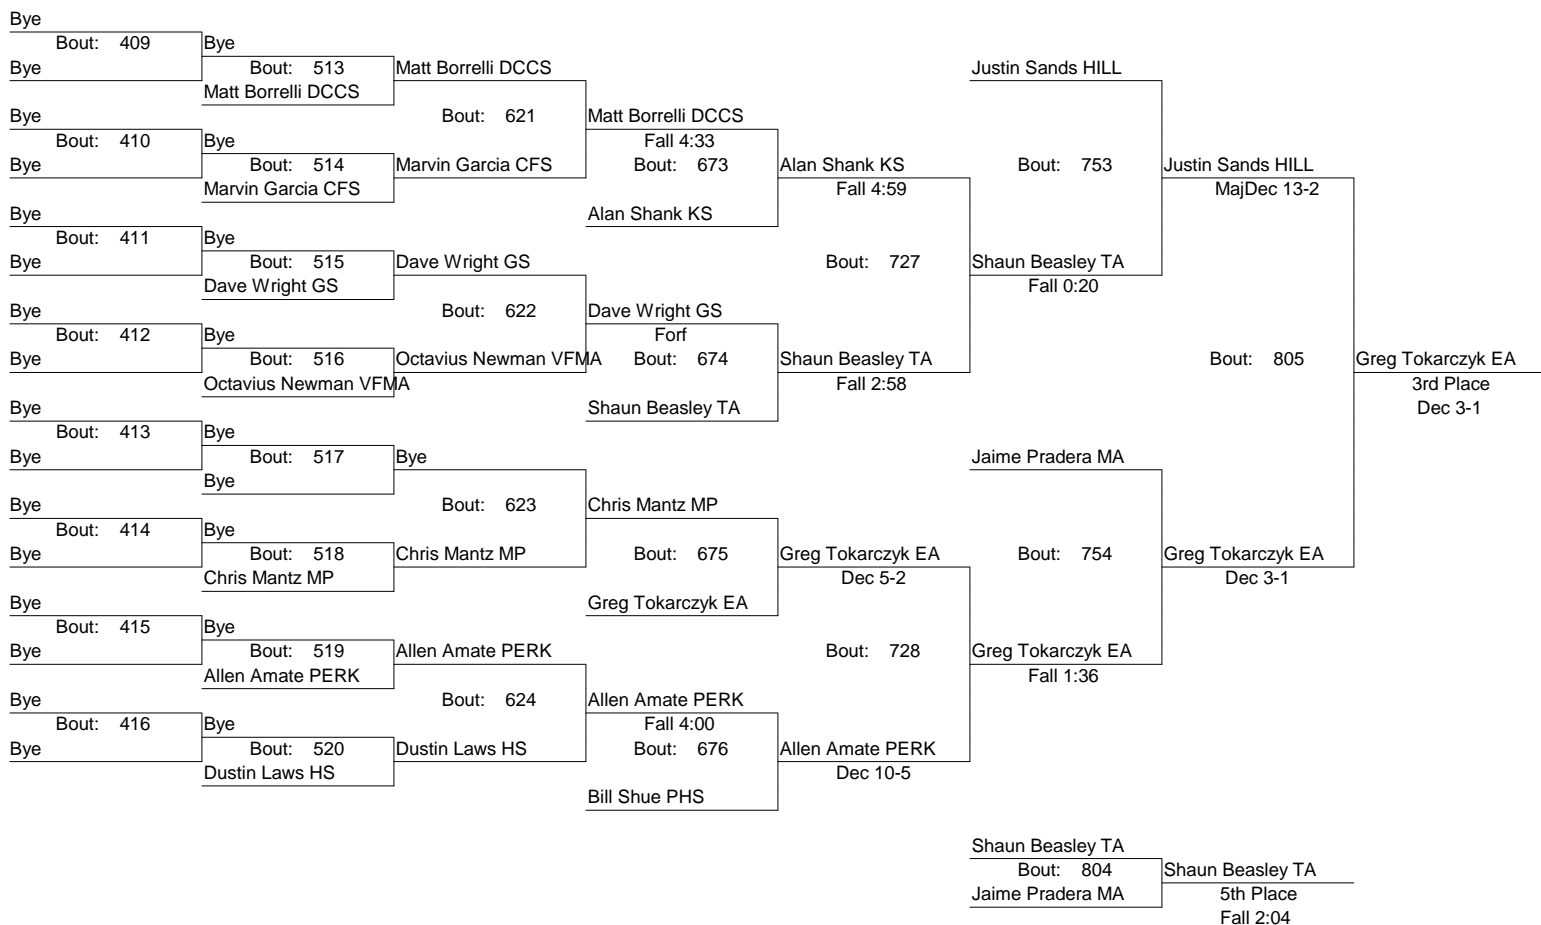 Bye
Bout: 409 Bye
Bye Bout: 513 Matt Borrelli DCCS Justin Sands HILL
Matt Borrelli DCCS
Bye Bout: 621 Matt Borrelli DCCS
Bout: 410 Bye Fall 4:33
Bye Bout: 514 Marvin Garcia CFS Bout: 673 Alan Shank KS Bout: 753 Justin Sands HILL
Marvin Garcia CFS Fall 4:59 MajDec 13-2
Bye Alan Shank KS
Bout: 411 Bye
Bye Bout: 515 Dave Wright GS Bout: 727 Shaun Beasley TA
Dave Wright GS Fall 0:20
Bye Bout: 622 Dave Wright GS
Bout: 412 Bye Forf
Bye Bout: 516 Octavius Newman VFMA Bout: 674 Shaun Beasley TA Bout: 805 Greg Tokarczyk EA
Octavius Newman VFMA Fall 2:58 3rd Place
Bye Shaun Beasley TA Dec 3-1
Bout: 413 Bye
Bye Bout: 517 Bye Jaime Pradera MA
Bye
Bye Bout: 623 Chris Mantz MP
Bout: 414 Bye
Bye Bout: 518 Chris Mantz MP Bout: 675 Greg Tokarczyk EA Bout: 754 Greg Tokarczyk EA
Chris Mantz MP Dec 5-2 Dec 3-1
Bye Greg Tokarczyk EA
Bout: 415 Bye
Bye Bout: 519 Allen Amate PERK Bout: 728 Greg Tokarczyk EA
Allen Amate PERK Fall 1:36
Bye Bout: 624 Allen Amate PERK
Bout: 416 Bye Fall 4:00
Bye Bout: 520 Dustin Laws HS Bout: 676 Allen Amate PERK
Dustin Laws HS Dec 10-5
Bill Shue PHS
Shaun Beasley TA
Bout: 804 Shaun Beasley TA
Jaime Pradera MA 5th Place
Fall 2:04